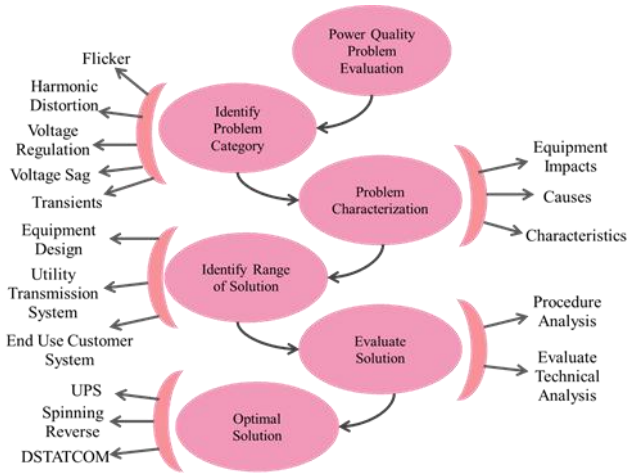 Power Quality
Problem
Evaluation
Flicker
Harmonic
Distortion
Voltage
Regulation
Voltage Sag
Transients
Identify
Problem
Category
Problem
Characterization
Equipment
Impacts
Causes
Characteristics
Equipment
Design
Utility
Transmission
System
End Use Customer
System
Identify Range
of Solution
Evaluate
Solution
Procedure
Analysis
Evaluate
Technical
Analysis
UPS
Spinning
Reverse
DSTATCOM
Optimal
Solution